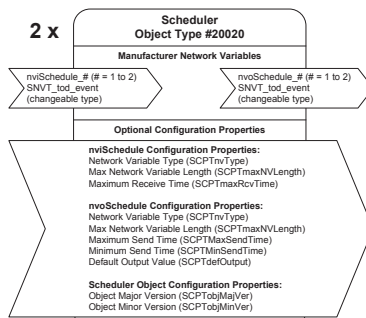 2 x
Scheduler
Object Type #20020
Manufacturer Network Variables
nviSchedule_# (# = 1 to 2)
SNVT_tod_event
(changeable type)
nvoSchedule_# (# = 1 to 2)
SNVT_tod_event
(changeable type)
Optional Configuration Properties
nviSchedule Configuration Properties:
Network Variable Type (SCPTnvType)
Max Network Variable Length (SCPTmaxNVLength)
Maximum Receive Time (SCPTmaxRcvTime)
nvoSchedule Configuration Properties:
Network Variable Type (SCPTnvType)
Max Network Variable Length (SCPTmaxNVLength)
Maximum Send Time (SCPTMaxSendTime)
Minimum Send Time (SCPTMinSendTime)
Default Output Value (SCPTdefOutput)
Scheduler Object Configuration Properties:
Object Major Version (SCPTobjMajVer)
Object Minor Version (SCPTobjMinVer)